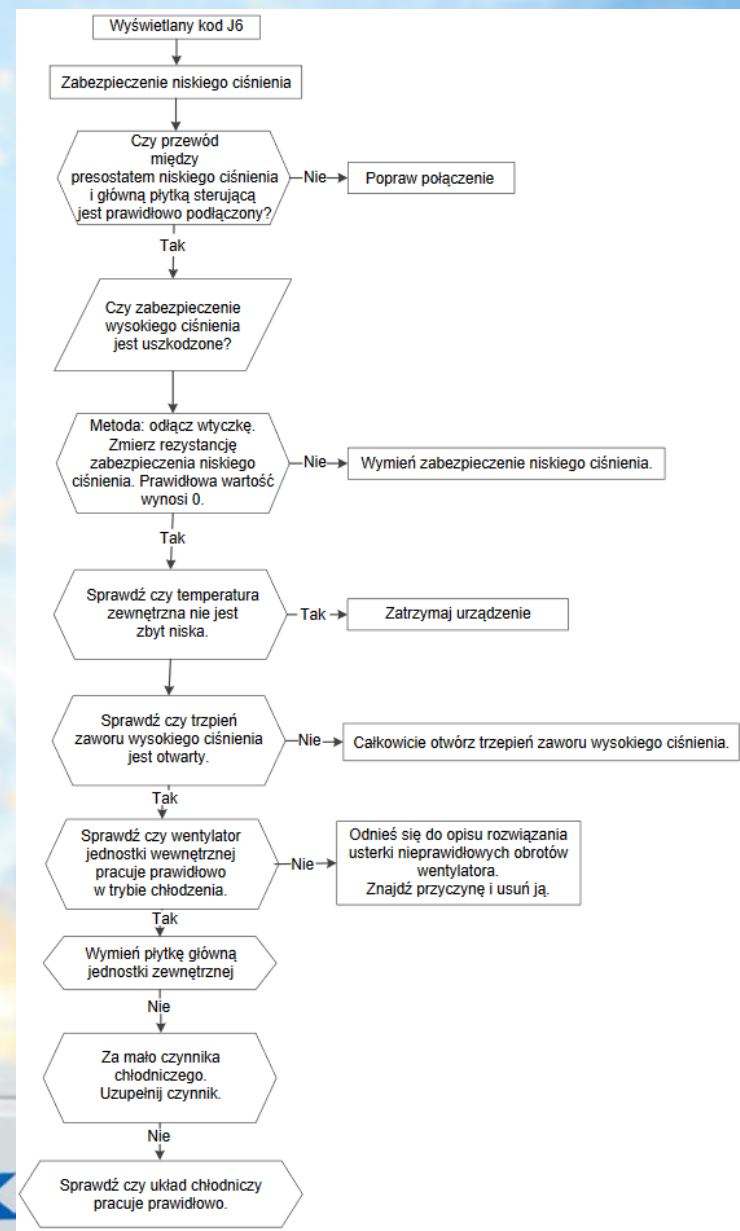 Wyświetlany kod J6
Zabezpieczenie niskiego ciśnienia
Czy przewód
między
presostatem niskiego ciśnienia
i główną płytką sterującą
jest prawidłowo podłączony?
Nie
Popraw połączenie
Tak
Czy zabezpieczenie
wysokiego ciśnienia
jest uszkodzone?
Metoda: odłącz wtyczkę.
Zmierz rezystancję
zabezpieczenia niskiego
ciśnienia. Prawidłowa wartość
wynosi 0.
Nie
Wymień zabezpieczenie niskiego ciśnienia.
Tak
Sprawdź czy temperatura
zewnętrzna nie jest
zbyt niska.
Tak
Zatrzymaj urządzenie
Sprawdź czy trzpień
zaworu wysokiego ciśnienia
jest otwarty.
Nie
Całkowicie otwórz trzepień zaworu wysokiego ciśnienia.
Tak
Sprawdź czy wentylator
jednostki wewnętrznej
pracuje prawidłowo
w trybie chłodzenia.
Nie
Odnieś się do opisu rozwiązania
usterki nieprawidłowych obrotów
wentylatora.
Znajdź przyczynę i usuń ją.
Tak
Wymień płytkę główną
jednostki zewnętrznej
Nie
Za mało czynnika
chłodniczego.
Uzupełnij czynnik.
Nie
Sprawdź czy układ chłodniczy
pracuje prawidłowo.